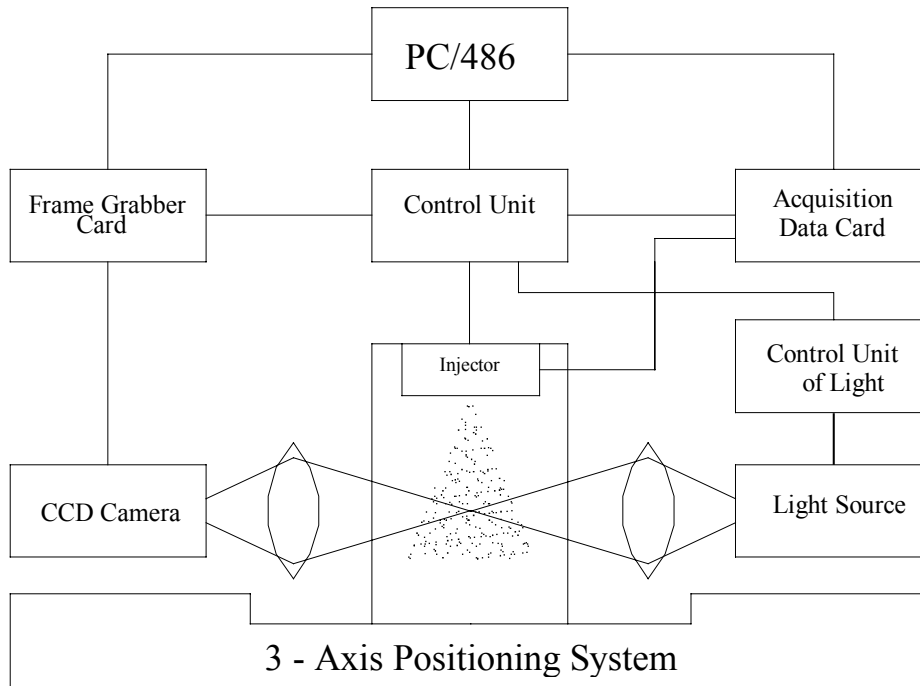 PC/486
Frame Grabber
Card
Control Unit
Acquisition
Data Card
Injector
Control Unit
of Light
CCD Camera
Light Source
3 - Axis Positioning System